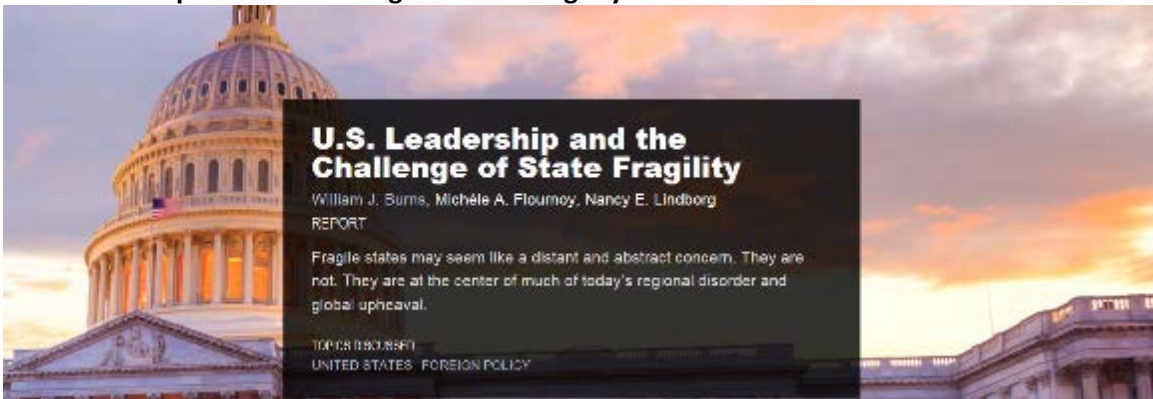 U.S. Leadership and the
Challenge of State Fragility
William J. Burns, Michéle A. Flournoy, Nancy E. Lindborg
REPORT
Fragile states may seem like a distant and abstract concern. They are
not. They are at the center of much of today's regional disorder and
global upheaval.
TOPICS DISCUSSED
UNITED STATES FOREIGN POLICY